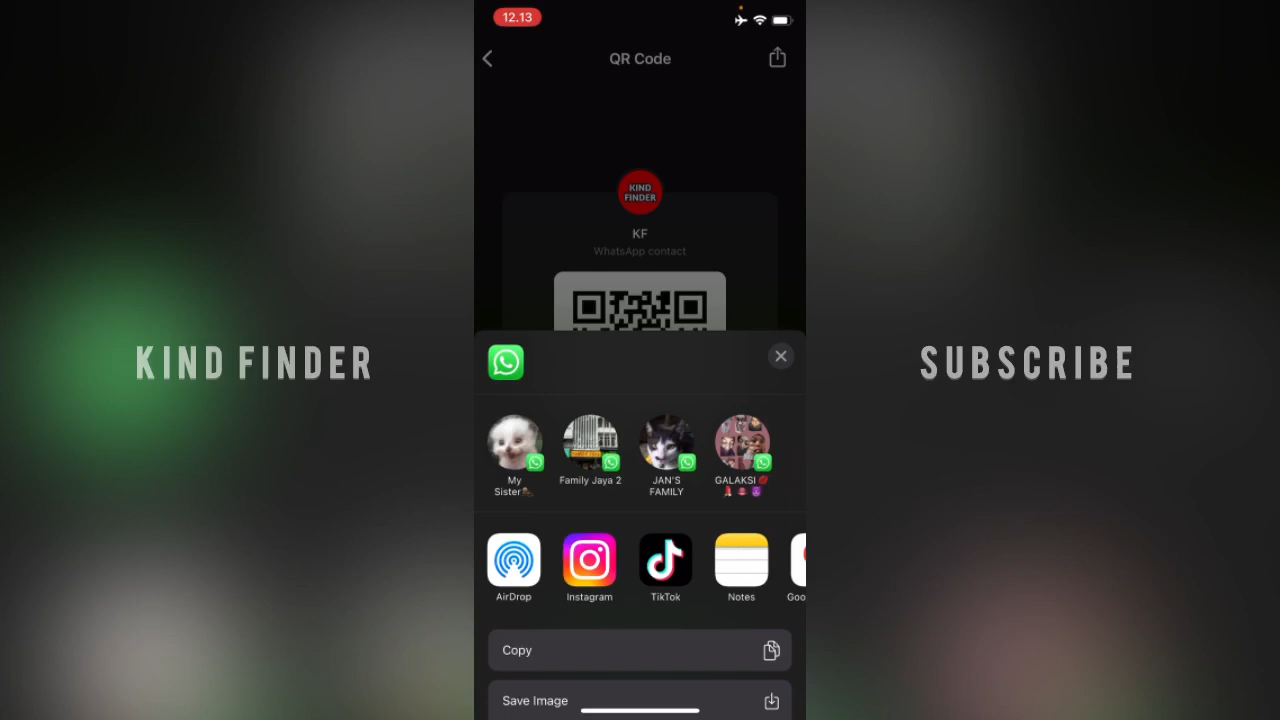 12.13
QR Code
KIND
FINDER
KF
WhatsApp contact
KIND FINDER
SUBSCRIBE
My
Sister
Family Jaya 2
JAN'S
FAMILY
GALAKSI
AirDrop
Instagram
TikTok
Notes
Goo
Copy
Save Image